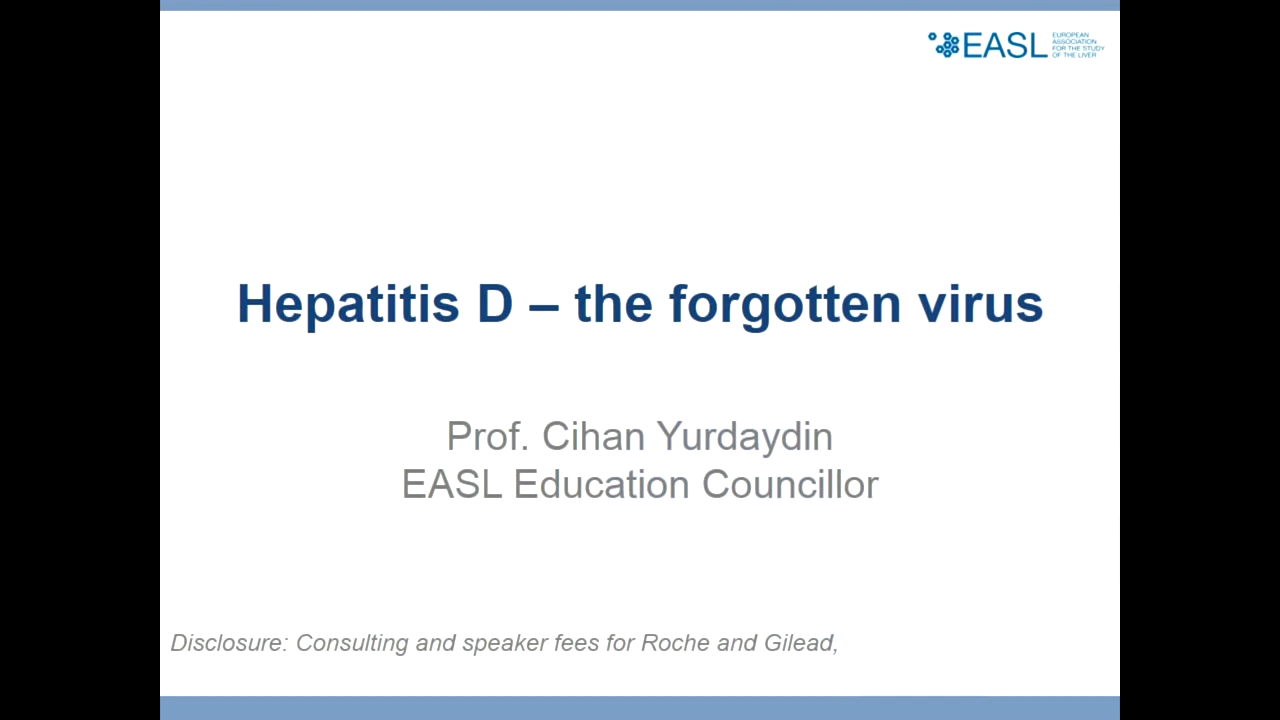 EASL
EUROPEAN
ASSOCIATION
FOR THE STUDY
OF THE LIVER
Hepatitis D – the forgotten virus
Prof. Cihan Yurdaydin
EASL Education Councillor
Disclosure: Consulting and speaker fees for Roche and Gilead,